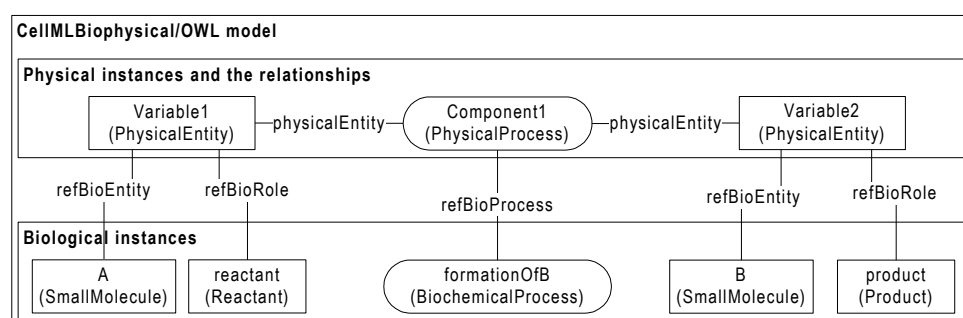 CellMLBiophysical/OWL model
Physical instances and the relationships
Variable1
(PhysicalEntity)
physicalEntity
Component1
(PhysicalProcess)
physicalEntity
Variable2
(PhysicalEntity)
refBioEntity
refBioRole
refBioProcess
refBioEntity
refBioRole
Biological instances
A
(SmallMolecule)
reactant
(Reactant)
formationOfB
(BiochemicalProcess)
B
(SmallMolecule)
product
(Product)